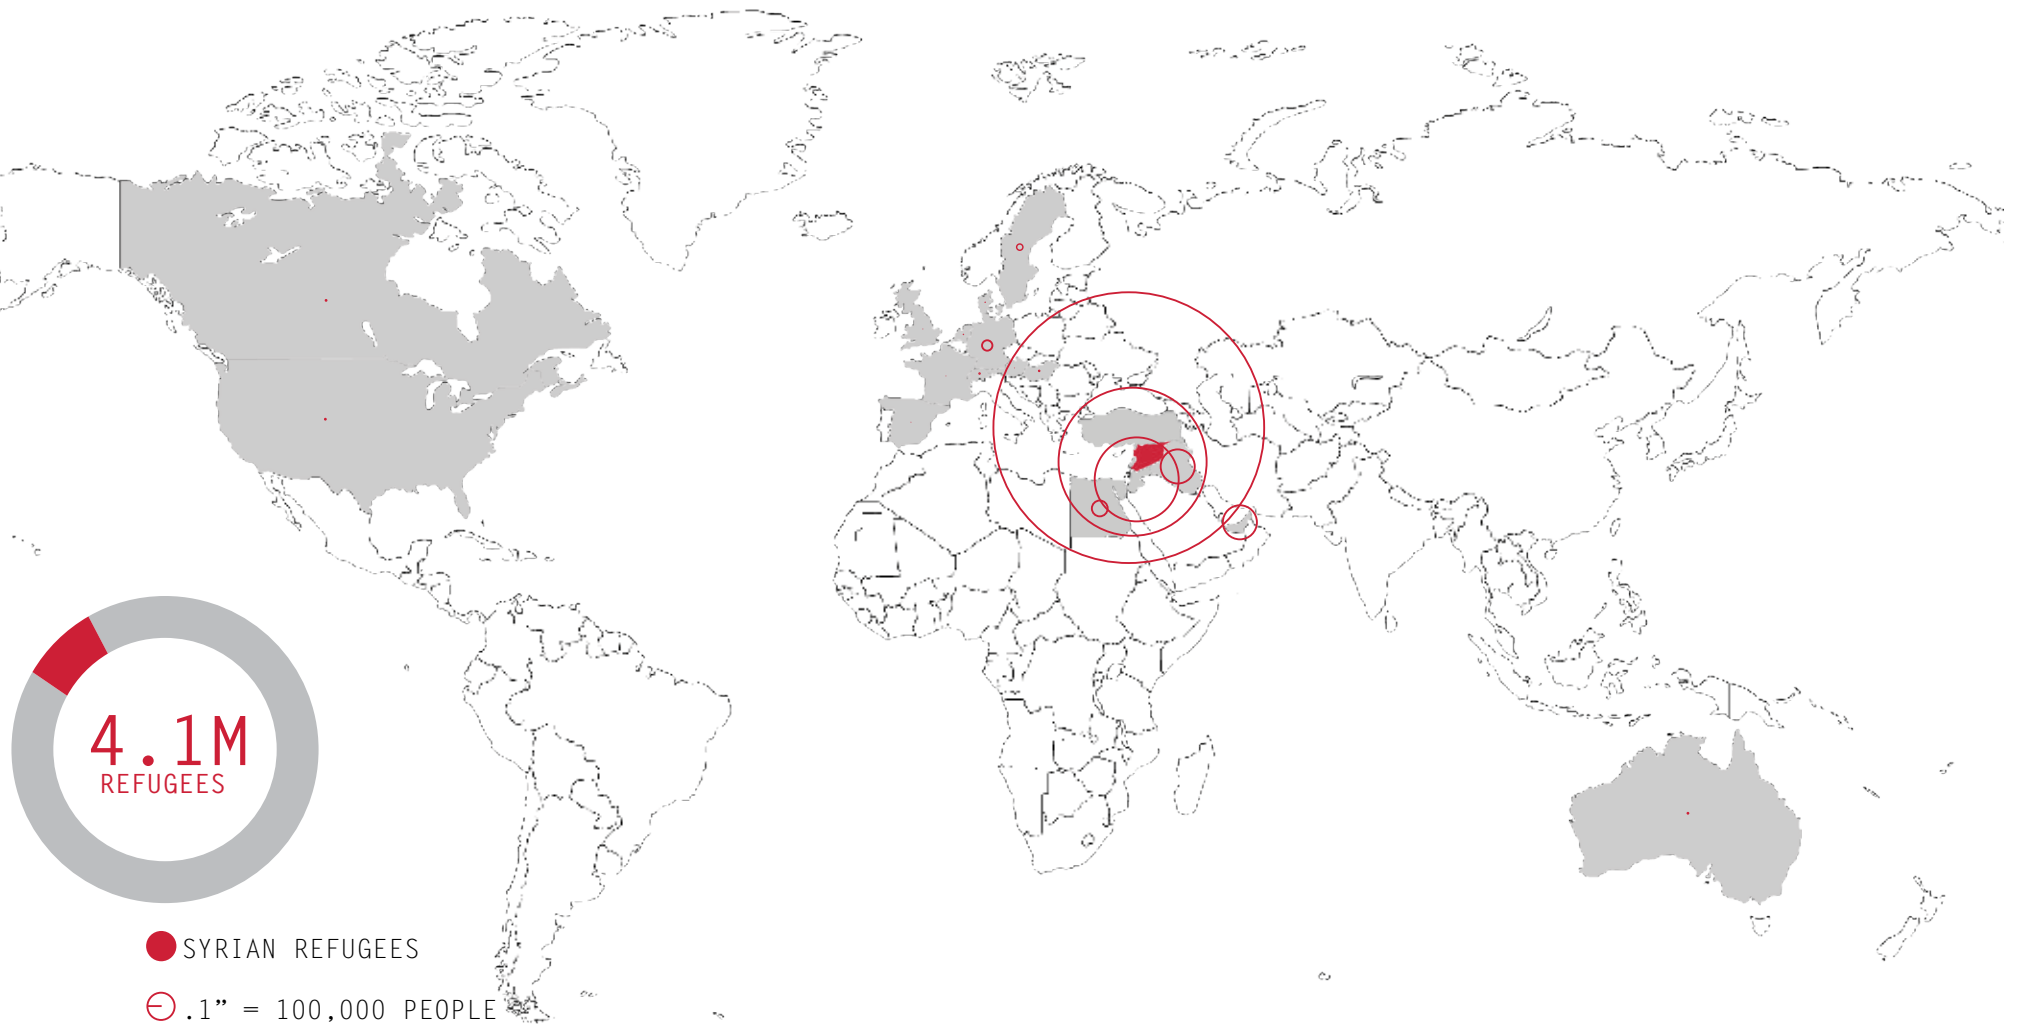 4.1M
REFUGEES
SYRIAN REFUGEES
.1” = 100,000 PEOPLE